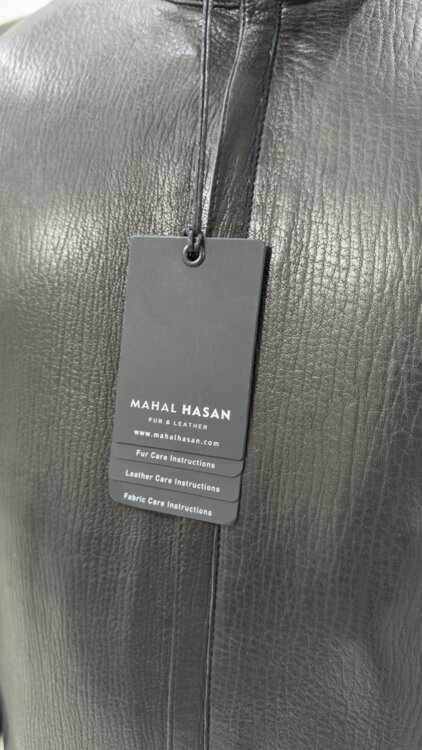 MAHAL HASAN
FUR & LEATHER
www.mahalhasan.com
Fur Care Instructions
Leather Care Instructions
Fabric Care Instructions